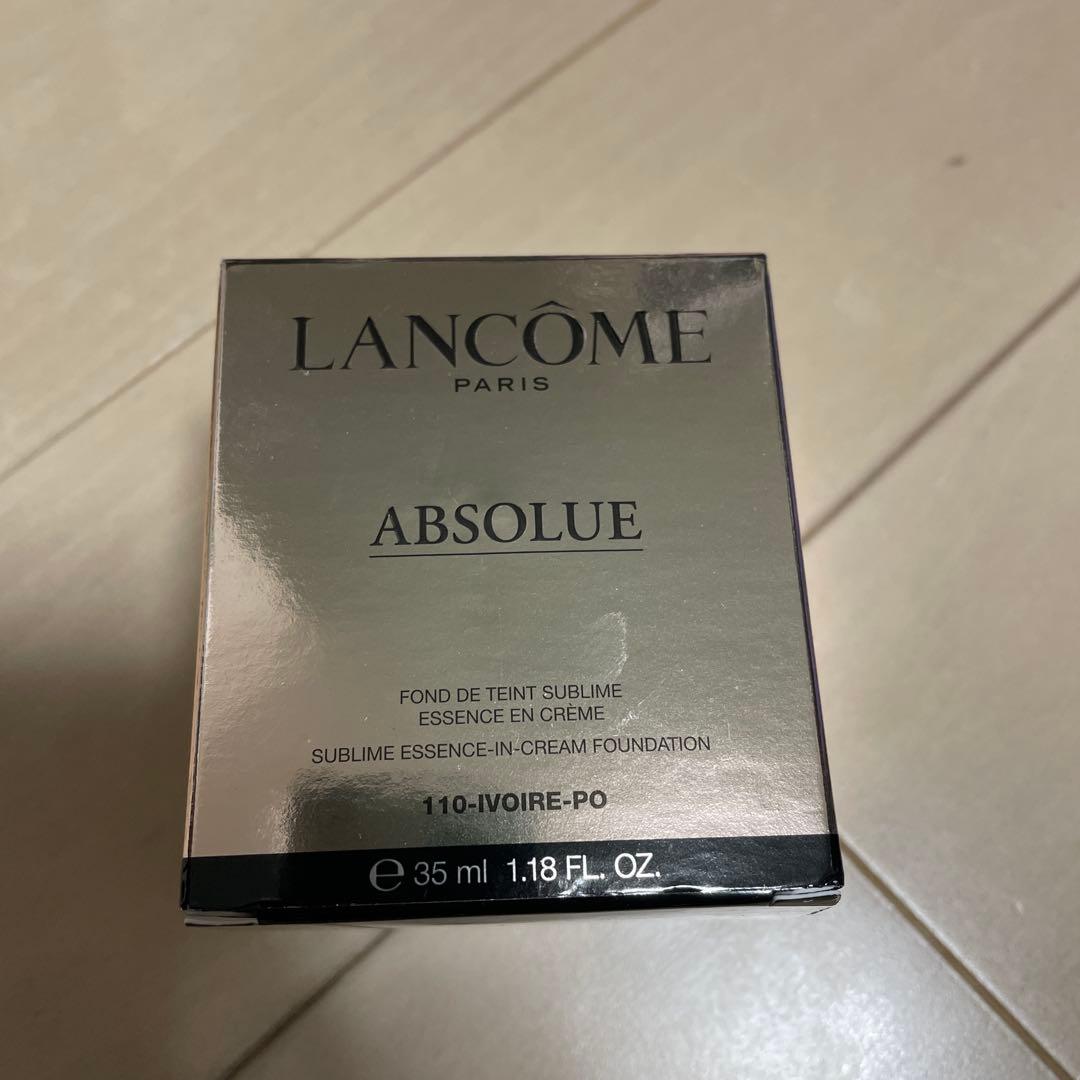 LANCÔME
PARIS
ABSOLUE
FOND DE TEINT SUBLIME
ESSENCE EN CRÈME
SUBLIME ESSENCE-IN-CREAM FOUNDATION
110-IVOIRE-PO
℮ 35 ml 1.18 FL. OZ.